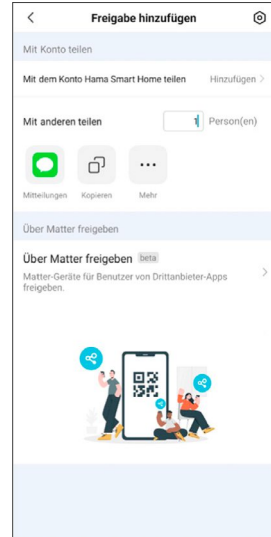 Freigabe hinzufügen
Mit Konto teilen
Mit dem Konto Hama Smart Home teilen Hinzufügen >
Mit anderen teilen 1 Person(en)
Mitteilungen Kopieren Mehr
Über Matter freigeben
Über Matter freigeben beta
Matter-Geräte für Benutzer von Drittanbieter-Apps
freigeben.